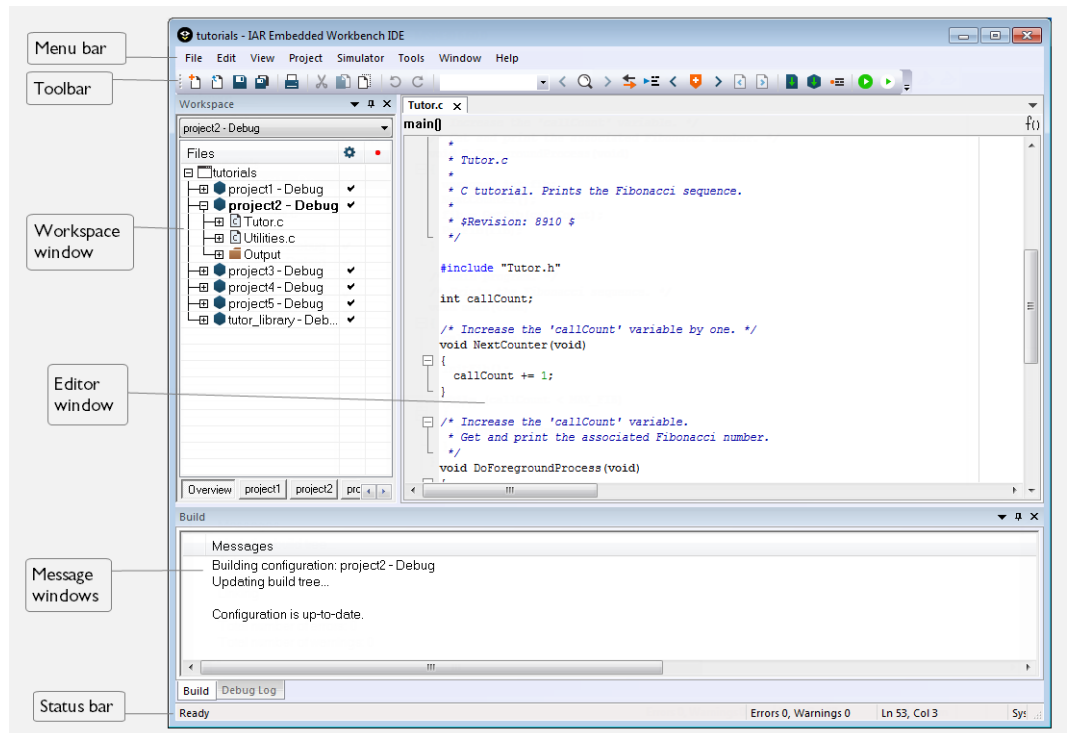 tutorials - IAR Embedded Workbench IDE
Menu bar
File Edit View Project Simulator Tools Window Help
Toolbar
Workspace
Tutor.c
project2 - Debug
main()
f()
Files
tutorials
project1 - Debug
project2 - Debug
Tutor.c
Utilities.c
Output
project3 - Debug
project4 - Debug
project5 - Debug
tutor_library - Deb...
Workspace
window
*
* Tutor.c
*
* C tutorial. Prints the Fibonacci sequence.
*
* $Revision: 8910 $
*/
#include "Tutor.h"
int callCount;
/* Increase the 'callCount' variable by one. */
void NextCounter(void)
{
callCount += 1;
}
/* Increase the 'callCount' variable.
* Get and print the associated Fibonacci number.
*/
void DoForegroundProcess(void)
Editor
window
Overview project1 project2 prc
Build
Messages
Building configuration: project2 - Debug
Updating build tree...
Configuration is up-to-date.
Message
windows
Build Debug Log
Status bar
Ready
Errors 0, Warnings 0 Ln 53, Col 3